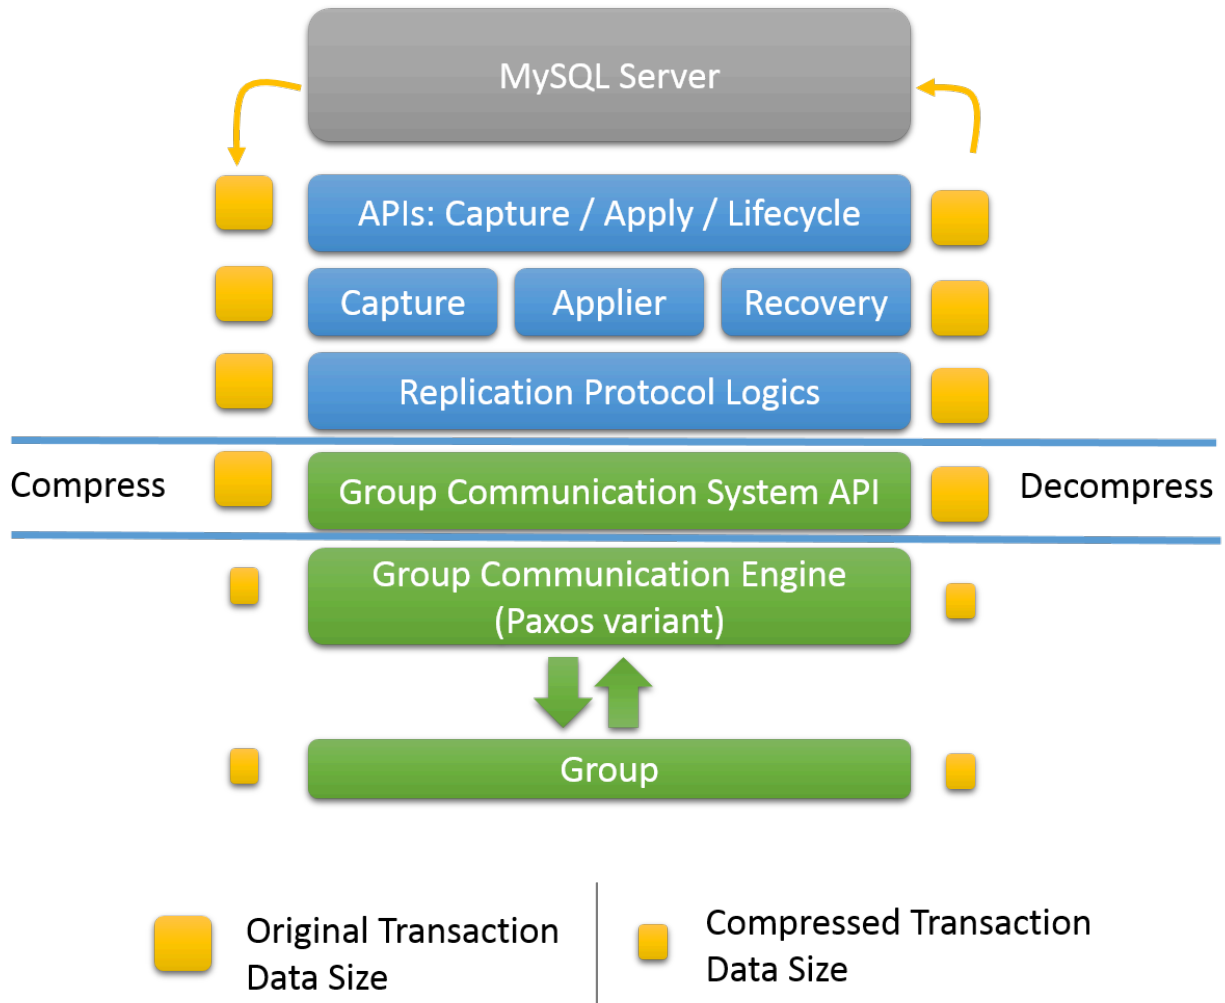 MySQL Server
APIs: Capture / Apply / Lifecycle
Capture
Applier
Recovery
Replication Protocol Logics
Compress
Group Communication System API
Decompress
Group Communication Engine
(Paxos variant)
Group
Original Transaction
Data Size
Compressed Transaction
Data Size